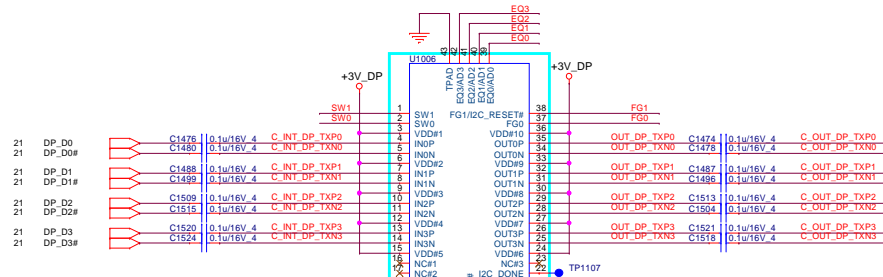 EQ3
EQ2
EQ1
EQ0
43
42
41
40
39
U1006
TPAD
EQ3/AD3
EQ2/AD2
EQ1/AD1
EQ0/AD0
+3V_DP
+3V_DP
SW1 1 SW1 FG1/I2C_RESET# 38 FG1
SW0 2 SW0 FG0 37 FG0
3 VDD#1 VDD#10 36
21 DP_D0 C1476 0.1u/16V_4 C_INT_DP_TXP0 4 IN0P OUT0P 35 OUT_DP_TXP0 C1474 0.1u/16V_4 C_OUT_DP_TXP0
21 DP_D0# C1480 0.1u/16V_4 C_INT_DP_TXN0 5 IN0N OUT0N 34 OUT_DP_TXN0 C1478 0.1u/16V_4 C_OUT_DP_TXN0
6 VDD#2 VDD#9 33
21 DP_D1 C1488 0.1u/16V_4 C_INT_DP_TXP1 7 IN1P OUT1P 32 OUT_DP_TXP1 C1487 0.1u/16V_4 C_OUT_DP_TXP1
21 DP_D1# C1499 0.1u/16V_4 C_INT_DP_TXN1 8 IN1N OUT1N 31 OUT_DP_TXN1 C1496 0.1u/16V_4 C_OUT_DP_TXN1
9 VDD#3 VDD#8 30
21 DP_D2 C1509 0.1u/16V_4 C_INT_DP_TXP2 10 IN2P OUT2P 29 OUT_DP_TXP2 C1513 0.1u/16V_4 C_OUT_DP_TXP2
21 DP_D2# C1515 0.1u/16V_4 C_INT_DP_TXN2 11 IN2N OUT2N 28 OUT_DP_TXN2 C1504 0.1u/16V_4 C_OUT_DP_TXN2
12 VDD#4 VDD#7 27
21 DP_D3 C1520 0.1u/16V_4 C_INT_DP_TXP3 13 IN3P OUT3P 26 OUT_DP_TXP3 C1521 0.1u/16V_4 C_OUT_DP_TXP3
21 DP_D3# C1524 0.1u/16V_4 C_INT_DP_TXN3 14 IN3N OUT3N 25 OUT_DP_TXN3 C1518 0.1u/16V_4 C_OUT_DP_TXN3
15 VDD#5 VDD#6 24
16 NC#1 NC#3 23
17 NC#2 I2C_DONE 22 TP1107